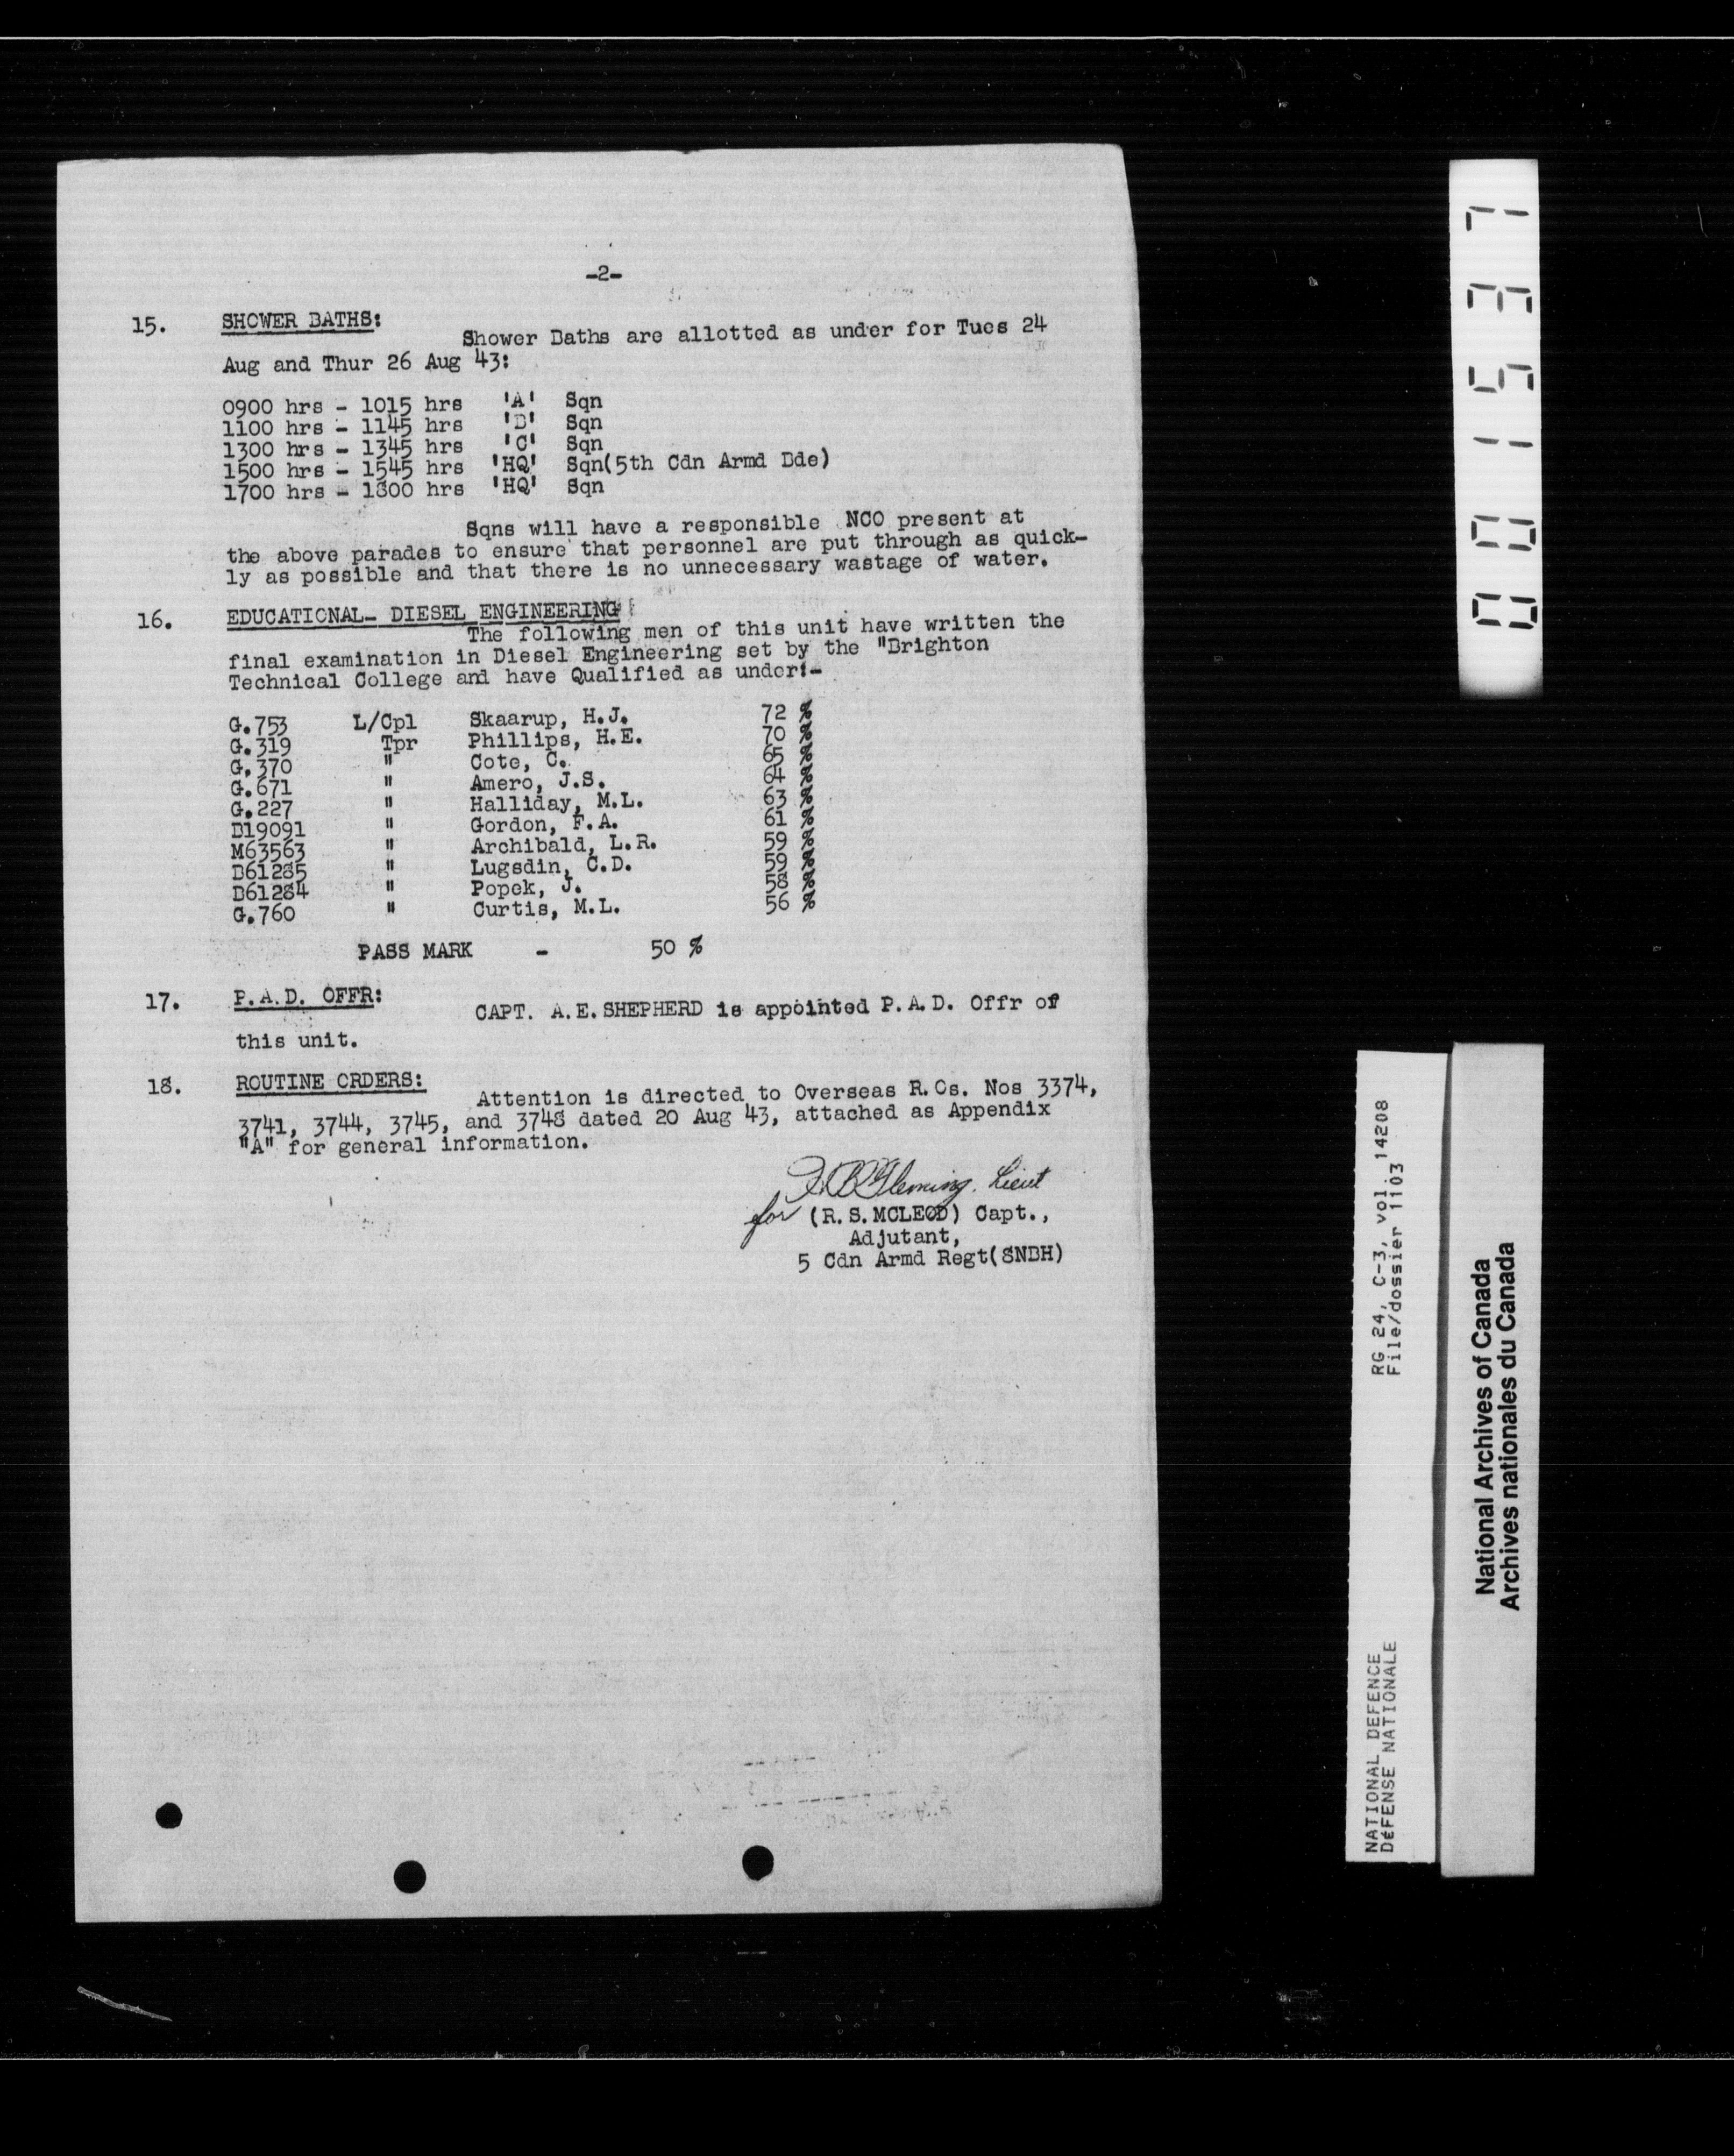 -2-
15. SHOWER BATHS:
Shower Baths are allotted as under for Tues 24
Aug and Thur 26 Aug 43:
0900 hrs - 1015 hrs 'A' Sqn
1100 hrs - 1145 hrs 'B' Sqn
1300 hrs - 1345 hrs 'C' Sqn
1500 hrs - 1545 hrs 'HQ' Sqn(5th Cdn Armd Bde)
1700 hrs - 1800 hrs 'HQ' Sqn
Sqns will have a responsible NCO present at
the above parades to ensure that personnel are put through as quick-
ly as possible and that there is no unnecessary wastage of water.
16. EDUCATIONAL- DIESEL ENGINEERING
The following men of this unit have written the
final examination in Diesel Engineering set by the "Brighton
Technical College and have Qualified as under:-
G.753 L/Cpl Skaarup, H.J. 72 %
G.319 Tpr Phillips, H.E. 70 %
G.370 " Cote, C. 65 %
G.671 " Amero, J.S. 64 %
G.227 " Halliday, M.L. 63 %
B19091 " Gordon, F.A. 61 %
M63563 " Archibald, L.R. 59 %
B61285 " Lugsdin, C.D. 59 %
B61284 " Popek, J. 58 %
G.760 " Curtis, M.L. 56 %
PASS MARK - 50 %
17. P.A.D. OFFR:
CAPT. A.E.SHEPHERD is appointed P.A.D. Offr of
this unit.
18. ROUTINE ORDERS:
Attention is directed to Overseas R.Os. Nos 3374,
3741, 3744, 3745, and 3748 dated 20 Aug 43, attached as Appendix
"A" for general information.
F.B Fleming. Lieut
for (R.S.MCLEOD) Capt.,
Adjutant,
5 Cdn Armd Regt(8NBH)
001537
RG 24, C-3, vol. 14208
File/dossier 1103
NATIONAL DEFENCE
DéFENSE NATIONALE
National Archives of Canada
Archives nationales du Canada